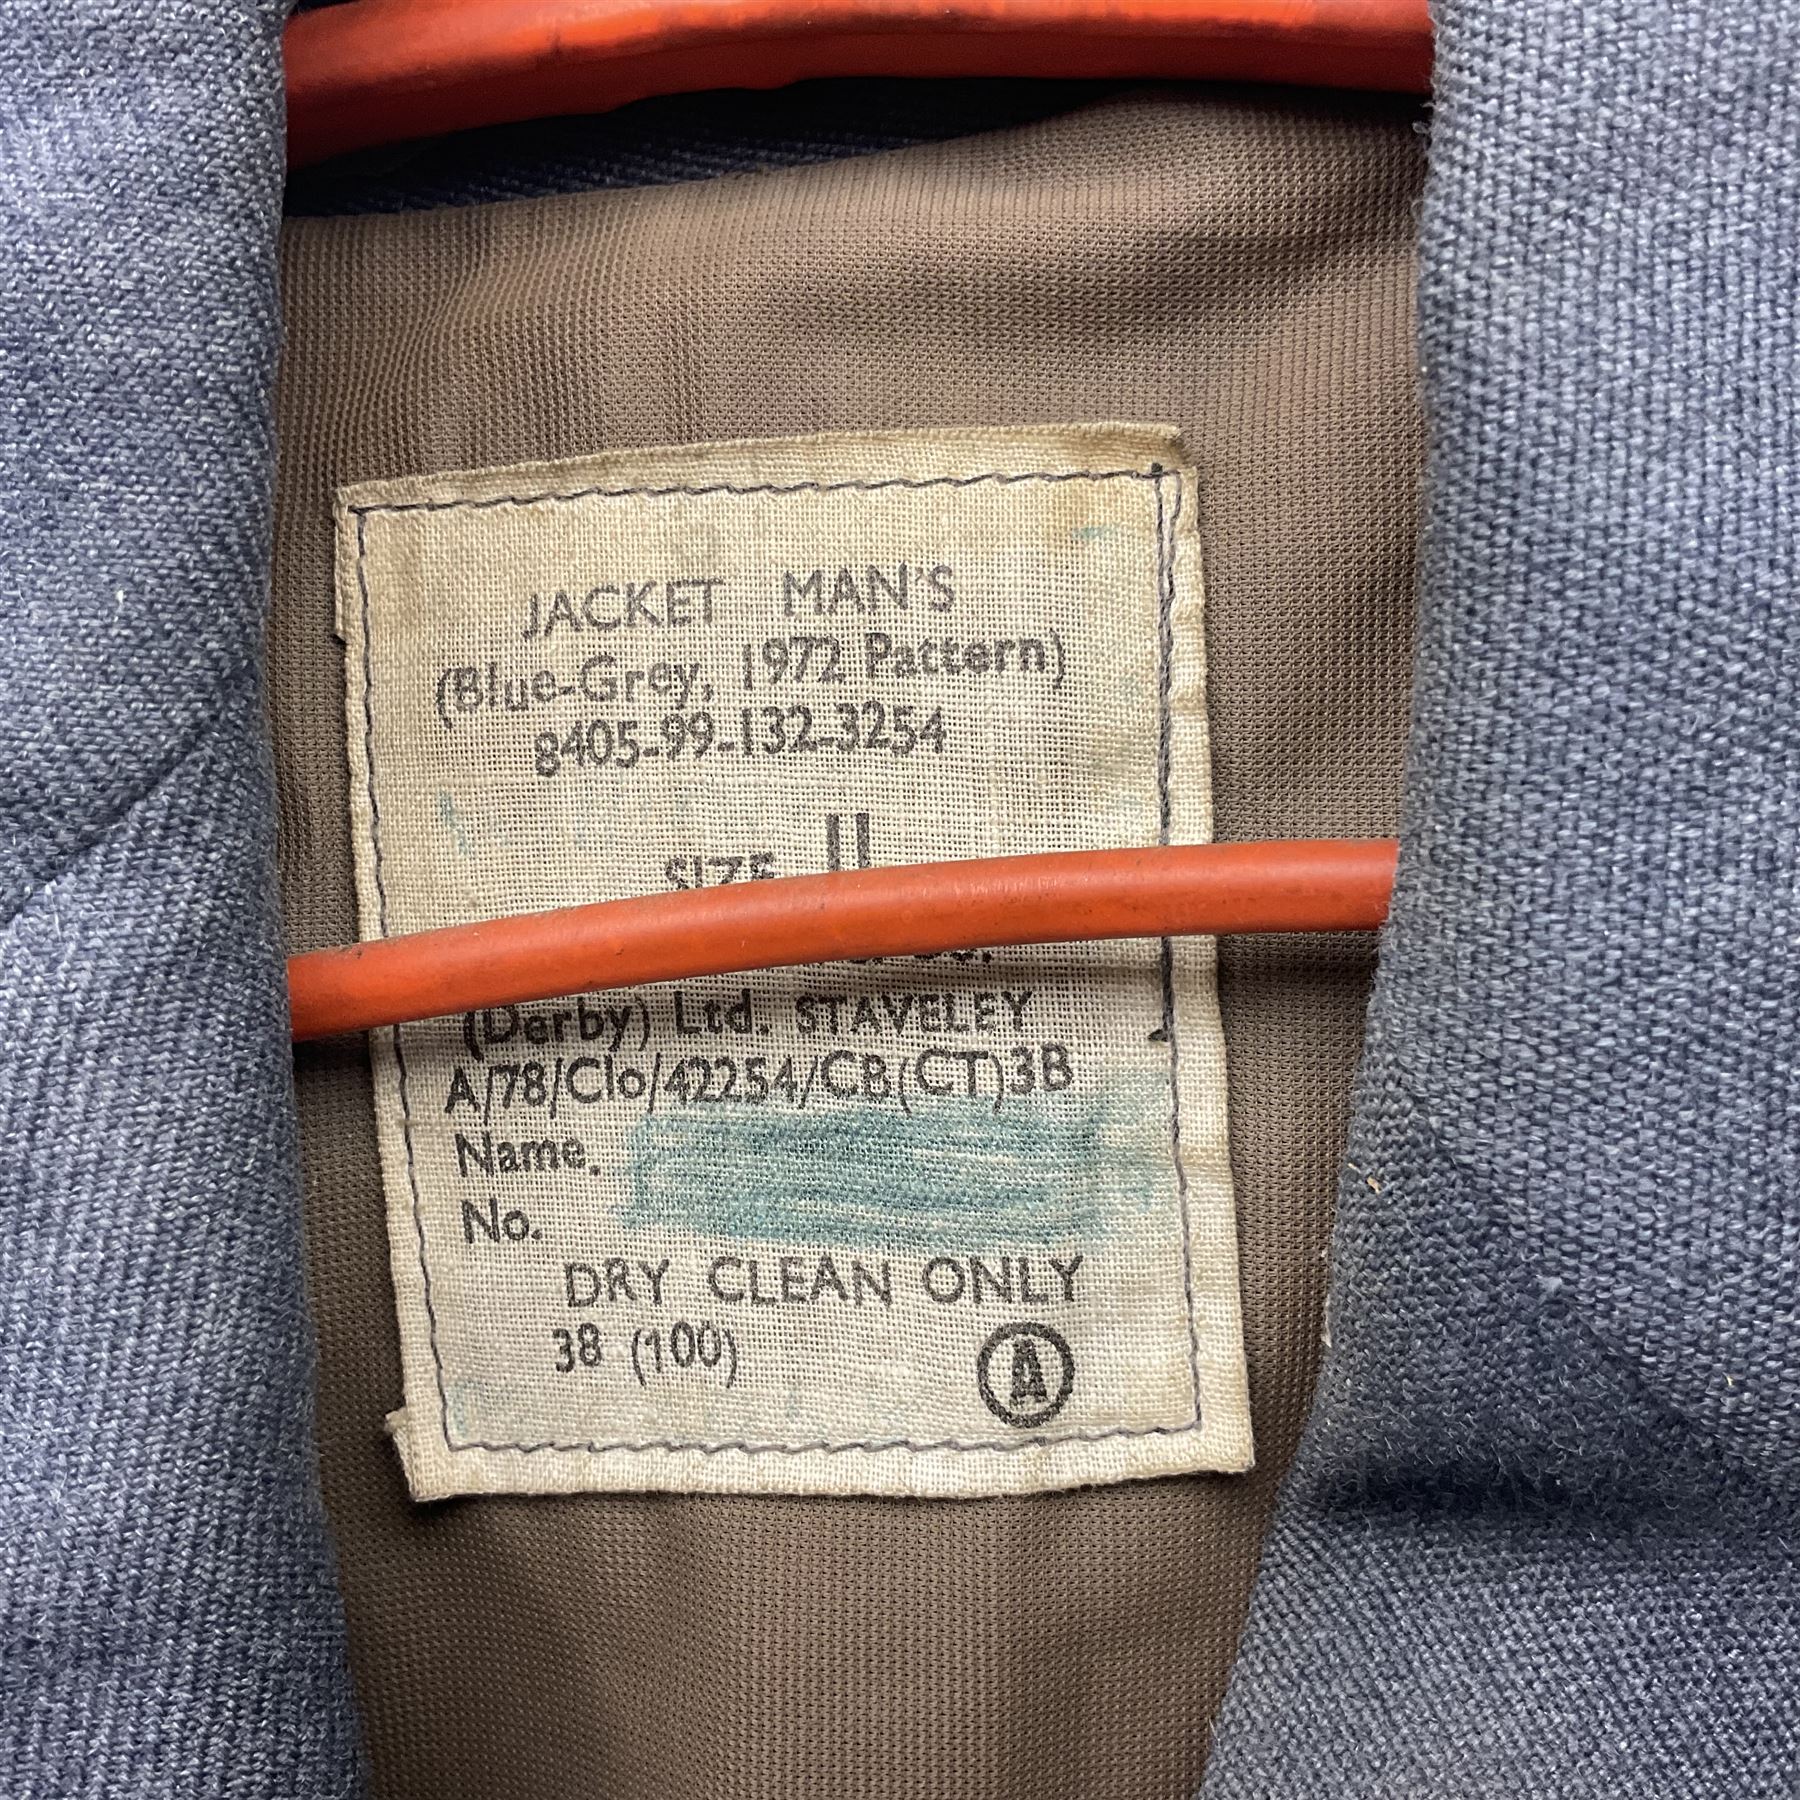 JACKET MAN'S
(Blue-Grey, 1972 Pattern)
8405-99-132-3254
SIZE 11
(Derby) Ltd. STAVELEY
A/78/Clo/42254/CB(CT)3B
Name.
No.
DRY CLEAN ONLY
38 (100)
A